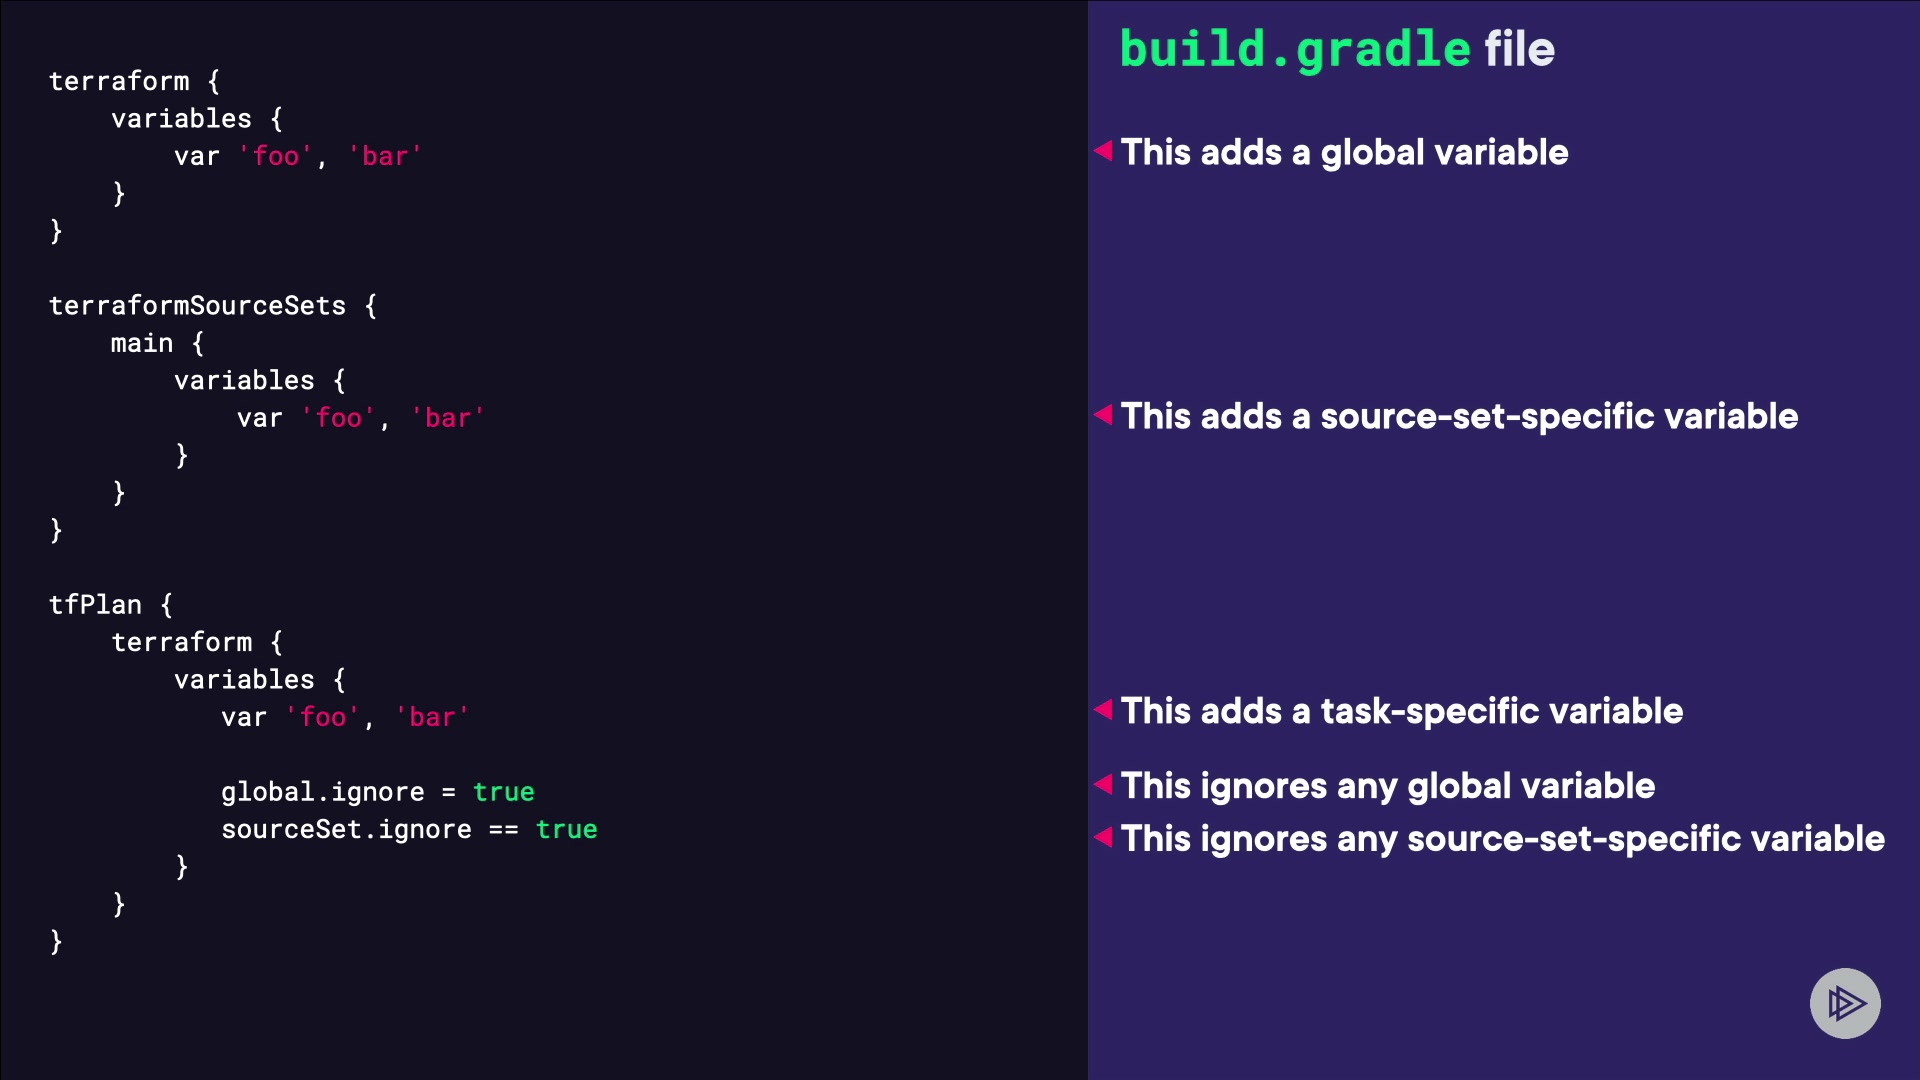 terraform {
    variables {
        var 'foo', 'bar'
    }
}

terraformSourceSets {
    main {
        variables {
            var 'foo', 'bar'
        }
    }
}

tfPlan {
    terraform {
        variables {
           var 'foo', 'bar'

           global.ignore = true
           sourceSet.ignore == true
        }
    }
}
build.gradle file
This adds a global variable
This adds a source-set-specific variable
This adds a task-specific variable
This ignores any global variable
This ignores any source-set-specific variable